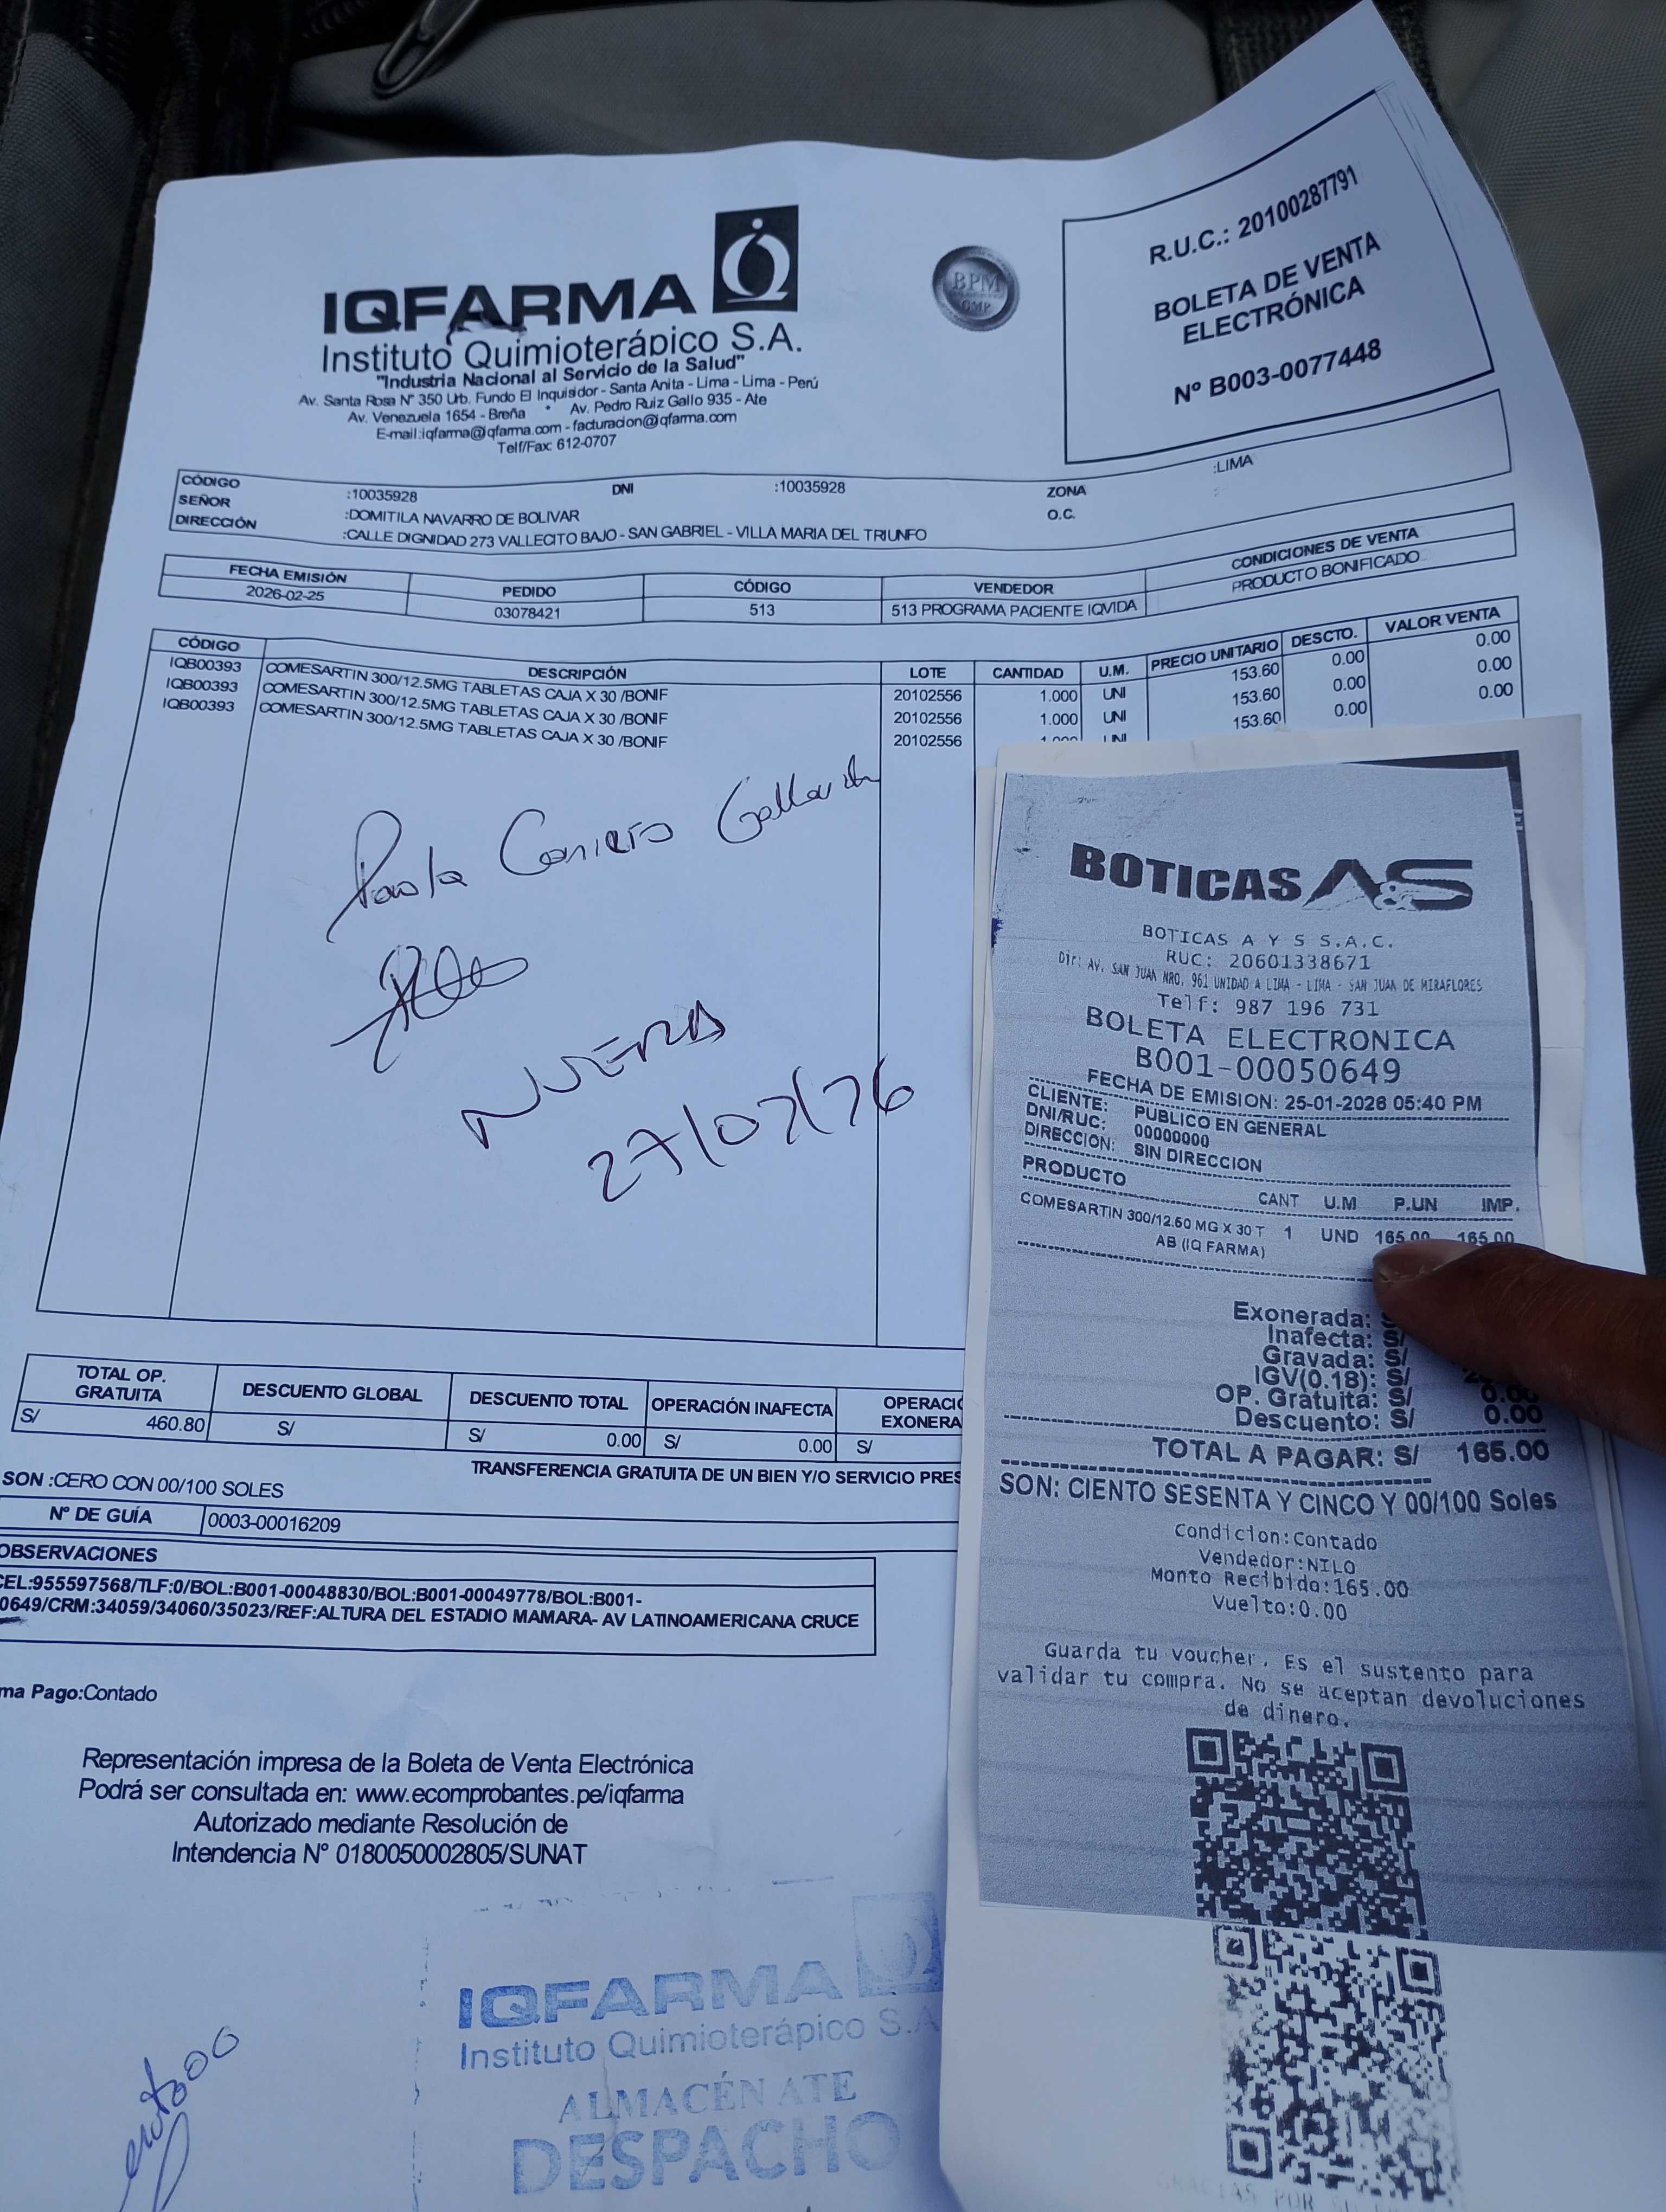 IQFARMA
Instituto Quimioterápico S.A.
"Industria Nacional al Servicio de la Salud"
Av. Santa Rosa N° 350 Urb. Fundo El Inquisidor - Santa Anita - Lima - Lima - Perú
Av. Venezuela 1654 - Breña • Av. Pedro Ruiz Gallo 935 - Ate
E-mail:iqfarma@iqfarma.com - facturacion@iqfarma.com
Telf/Fax: 612-0707
BPM
GMP
R.U.C.: 20100287791
BOLETA DE VENTA
ELECTRÓNICA
Nº B003-0077448
CÓDIGO :10035928 DNI :10035928 ZONA :LIMA
SEÑOR :DOMITILA NAVARRO DE BOLIVAR O.C. :
DIRECCIÓN :CALLE DIGNIDAD 273 VALLECITO BAJO - SAN GABRIEL - VILLA MARIA DEL TRIUNFO
FECHA EMISIÓN PEDIDO CÓDIGO VENDEDOR CONDICIONES DE VENTA
2026-02-25 03078421 513 513 PROGRAMA PACIENTE IQVIDA PRODUCTO BONIFICADO
CÓDIGO DESCRIPCIÓN LOTE CANTIDAD U.M. PRECIO UNITARIO DESCTO. VALOR VENTA
IQB00393 COMESARTIN 300/12.5MG TABLETAS CAJA X 30 /BONIF 20102556 1.000 UNI 153.60 0.00 0.00
IQB00393 COMESARTIN 300/12.5MG TABLETAS CAJA X 30 /BONIF 20102556 1.000 UNI 153.60 0.00 0.00
IQB00393 COMESARTIN 300/12.5MG TABLETAS CAJA X 30 /BONIF 20102556 1.000 UNI 153.60 0.00 0.00
Paola
NUERA
TOTAL OP. GRATUITA DESCUENTO GLOBAL DESCUENTO TOTAL OPERACIÓN INAFECTA OPERACI
EXONERA
S/ 460.80 S/ S/ 0.00 S/ 0.00 S/
TRANSFERENCIA GRATUITA DE UN BIEN Y/O SERVICIO PRES
SON :CERO CON 00/100 SOLES
Nº DE GUÍA 0003-00016209
OBSERVACIONES
CEL:955597568/TLF:0/BOL:B001-00048830/BOL:B001-00049778/BOL:B001-
0649/CRM:34059/34060/35023/REF:ALTURA DEL ESTADIO MAMARA- AV LATINOAMERICANA CRUCE
ma Pago:Contado
Representación impresa de la Boleta de Venta Electrónica
Podrá ser consultada en: www.ecomprobantes.pe/iqfarma
Autorizado mediante Resolución de
Intendencia N° 0180050002805/SUNAT
IQFARMA
Instituto Quimioterápico S.A
ALMACÉN ATE
DESPACHO
BOTICAS A&S
BOTICAS A Y S S.A.C.
RUC: 20601338671
Dir: AV. SAN JUAN NRO. 961 UNIDAD A LIMA - LIMA - SAN JUAN DE MIRAFLORES
Telf: 987 196 731
BOLETA ELECTRONICA
B001-00050649
FECHA DE EMISION: 25-01-2026 05:40 PM
CLIENTE: PUBLICO EN GENERAL
DNI/RUC: 00000000
DIRECCION: SIN DIRECCION
PRODUCTO CANT U.M P.UN IMP.
COMESARTIN 300/12.50 MG X 30 T 1 UND 165.00 165.00
AB (IQ FARMA)
Exonerada: S/
Inafecta: S/
Gravada: S/
IGV(0.18): S/
OP. Gratuita: S/ 0.00
Descuento: S/ 0.00
TOTAL A PAGAR: S/ 165.00
SON: CIENTO SESENTA Y CINCO Y 00/100 Soles
Condicion:Contado
Vendedor:NILO
Monto Recibido:165.00
Vuelto:0.00
Guarda tu voucher. Es el sustento para
validar tu compra. No se aceptan devoluciones
de dinero.